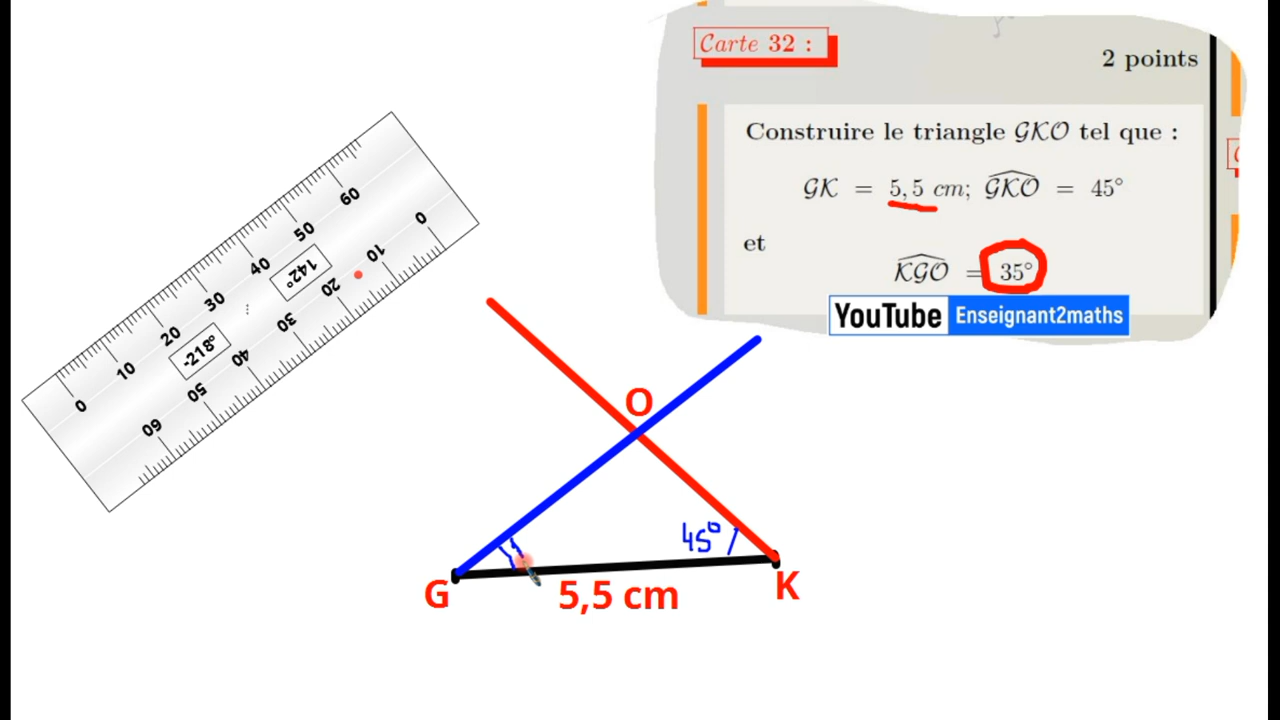 Carte 32 :
2 points
Construire le triangle GKO tel que :
GK = 5,5 cm; GKO = 45°
et
KGO = 35°
YouTube Enseignant2maths
0 10 20 30 40 50 60
0 10 20 30 40 50 60
142°
-218°
O
45°
G
K
5,5 cm